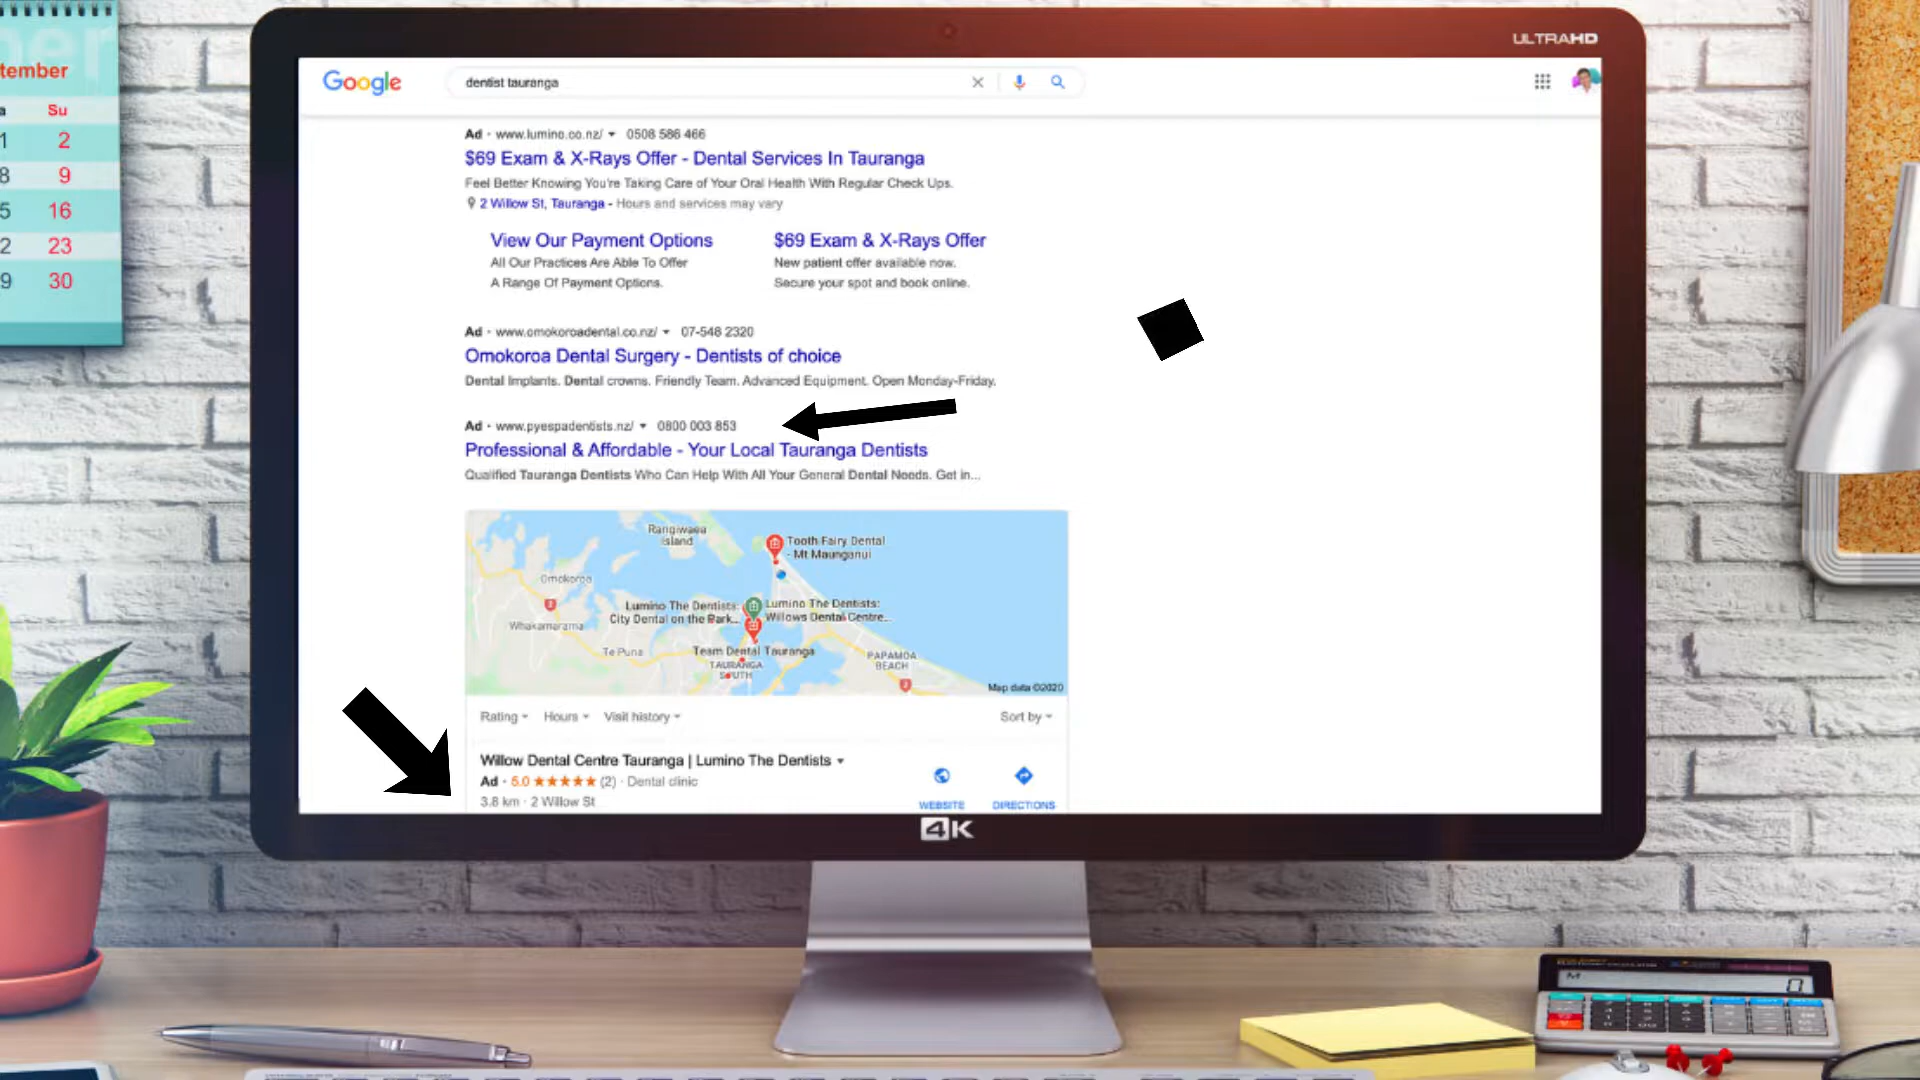 tember
Su
1 2
8 9
5 16
2 23
9 30
ULTRAHD
Google
dentist tauranga
Ad · www.lumino.co.nz/ 0508 586 466
$69 Exam & X-Rays Offer - Dental Services In Tauranga
Feel Better Knowing You're Taking Care of Your Oral Health With Regular Check Ups.
2 Willow St, Tauranga - Hours and services may vary
View Our Payment Options
All Our Practices Are Able To Offer
A Range Of Payment Options.
$69 Exam & X-Rays Offer
New patient offer available now.
Secure your spot and book online.
Ad · www.omokoroadental.co.nz/ 07-548 2320
Omokoroa Dental Surgery - Dentists of choice
Dental Implants. Dental crowns. Friendly Team. Advanced Equipment. Open Monday-Friday.
Ad · www.pyespadentists.nz/ 0800 003 853
Professional & Affordable - Your Local Tauranga Dentists
Qualified Tauranga Dentists Who Can Help With All Your General Dental Needs. Get in...
Rangiwaea
Island
Tooth Fairy Dental
- Mt Maunganui
Omokoroa
2
Lumino The Dentists:
City Dental on the Park...
Lumino The Dentists:
Willows Dental Centre...
Whakamarama
Te Puna
Team Dental Tauranga
TAURANGA
SOUTH
PAPAMOA
BEACH
2
Map data ©2020
Rating Hours Visit history Sort by
Willow Dental Centre Tauranga | Lumino The Dentists
Ad · 5.0 ★★★★★ (2) · Dental clinic
3.8 km · 2 Willow St
WEBSITE
DIRECTIONS
4K
M 0